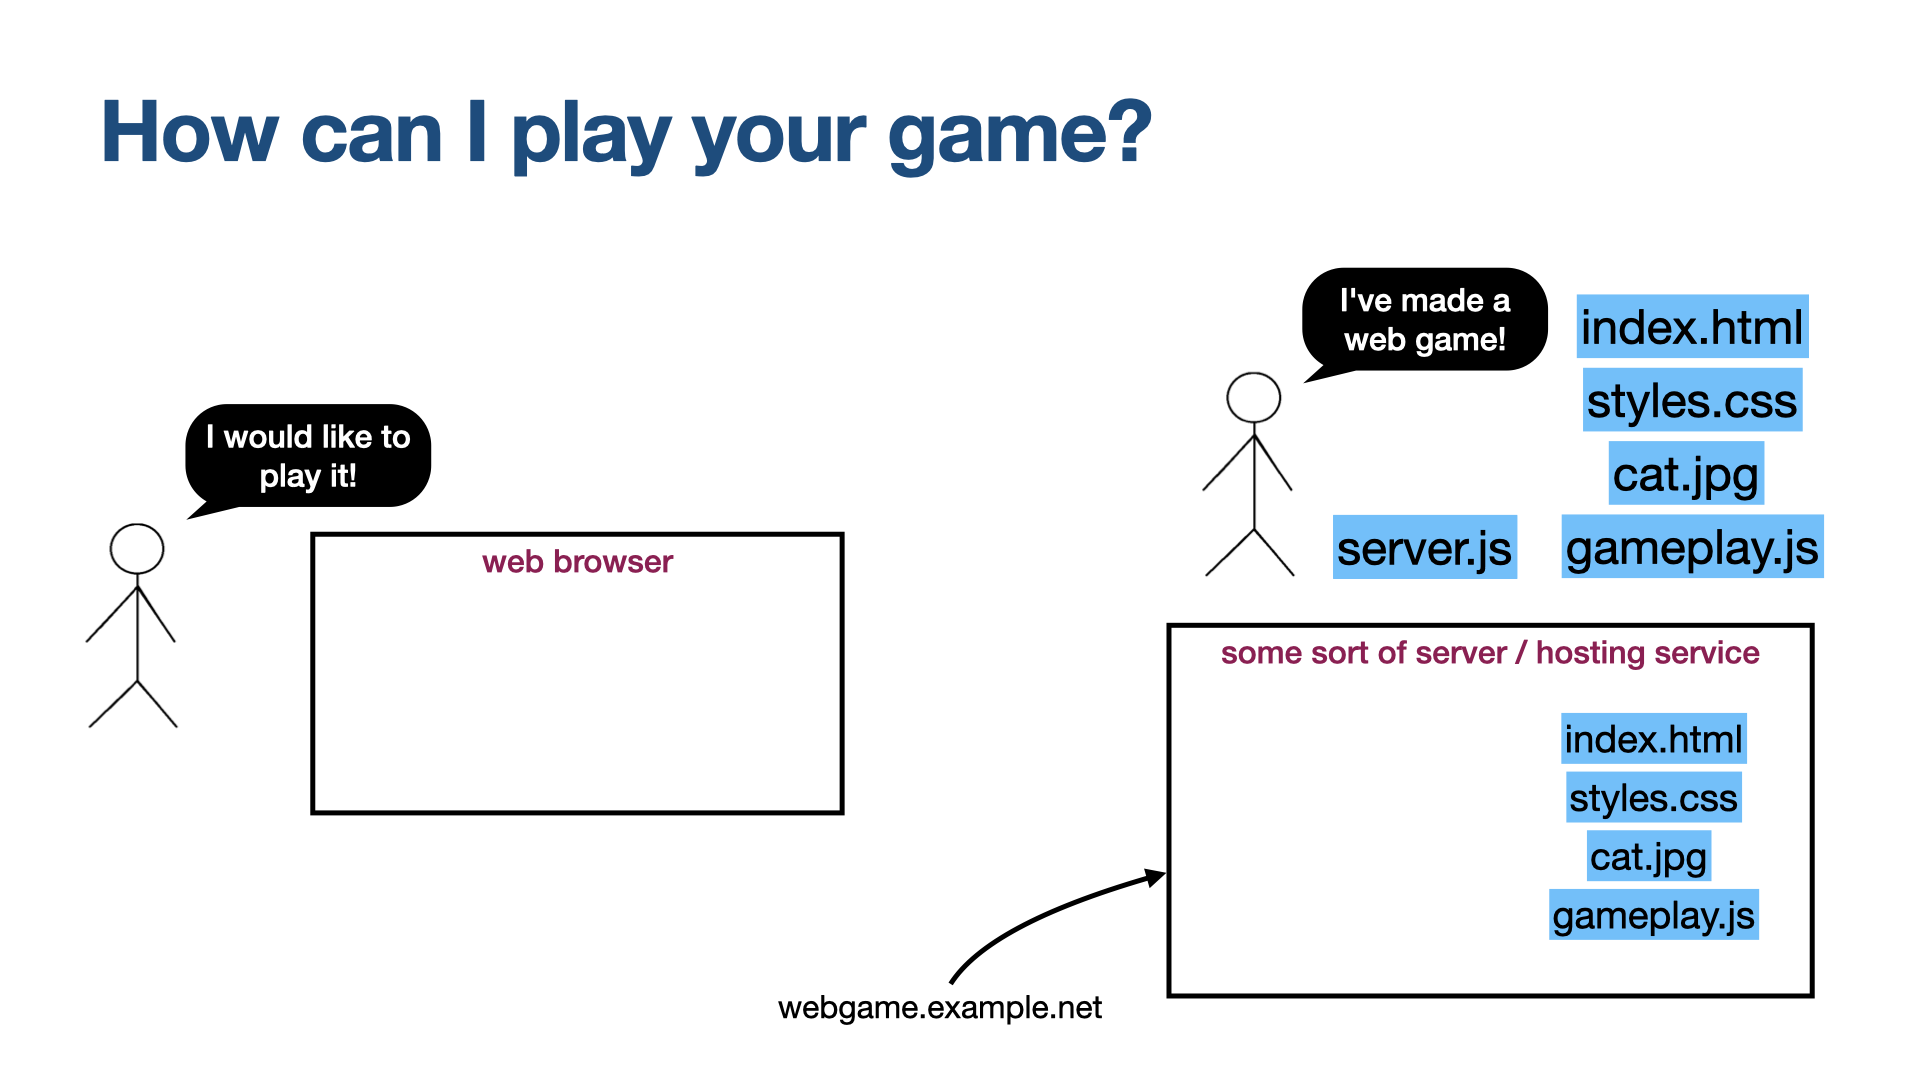 How can I play your game?
I would like to
play it!
web browser
I've made a
web game!
index.html
styles.css
cat.jpg
server.js
gameplay.js
some sort of server / hosting service
index.html
styles.css
cat.jpg
gameplay.js
webgame.example.net